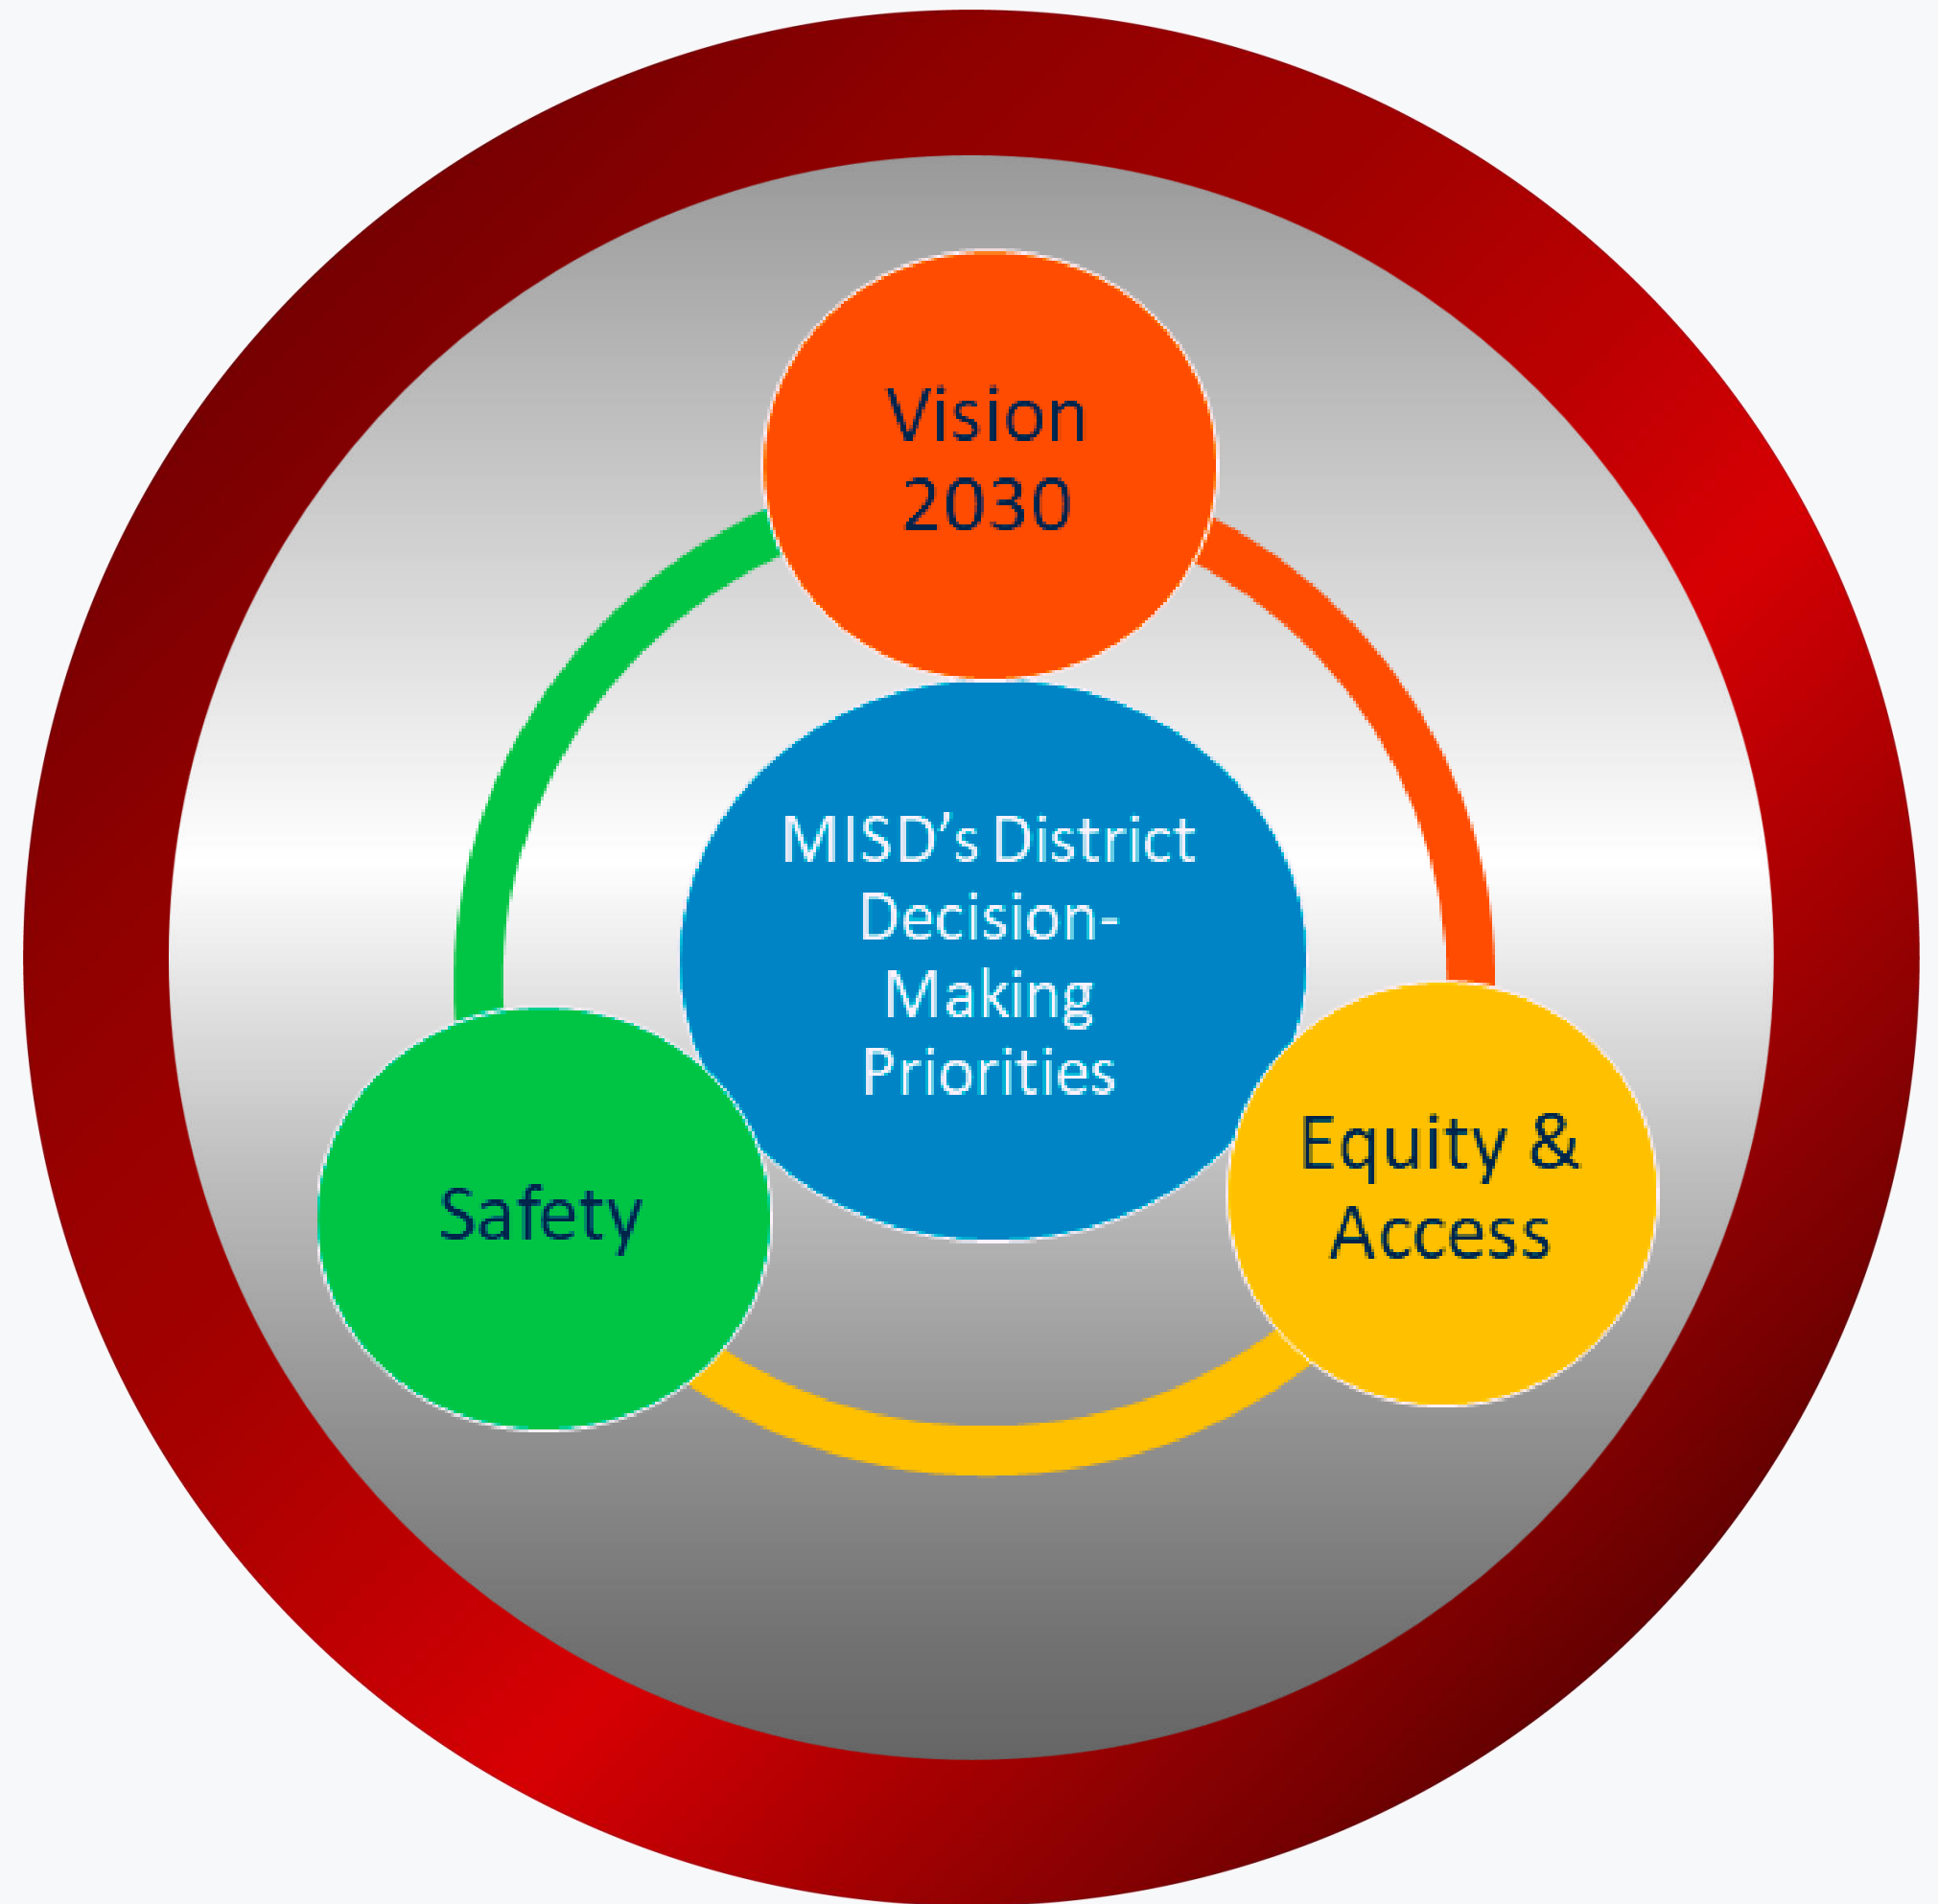 Vision
2030
MISD’s District
Decision-
Making
Priorities
Safety
Equity &
Access